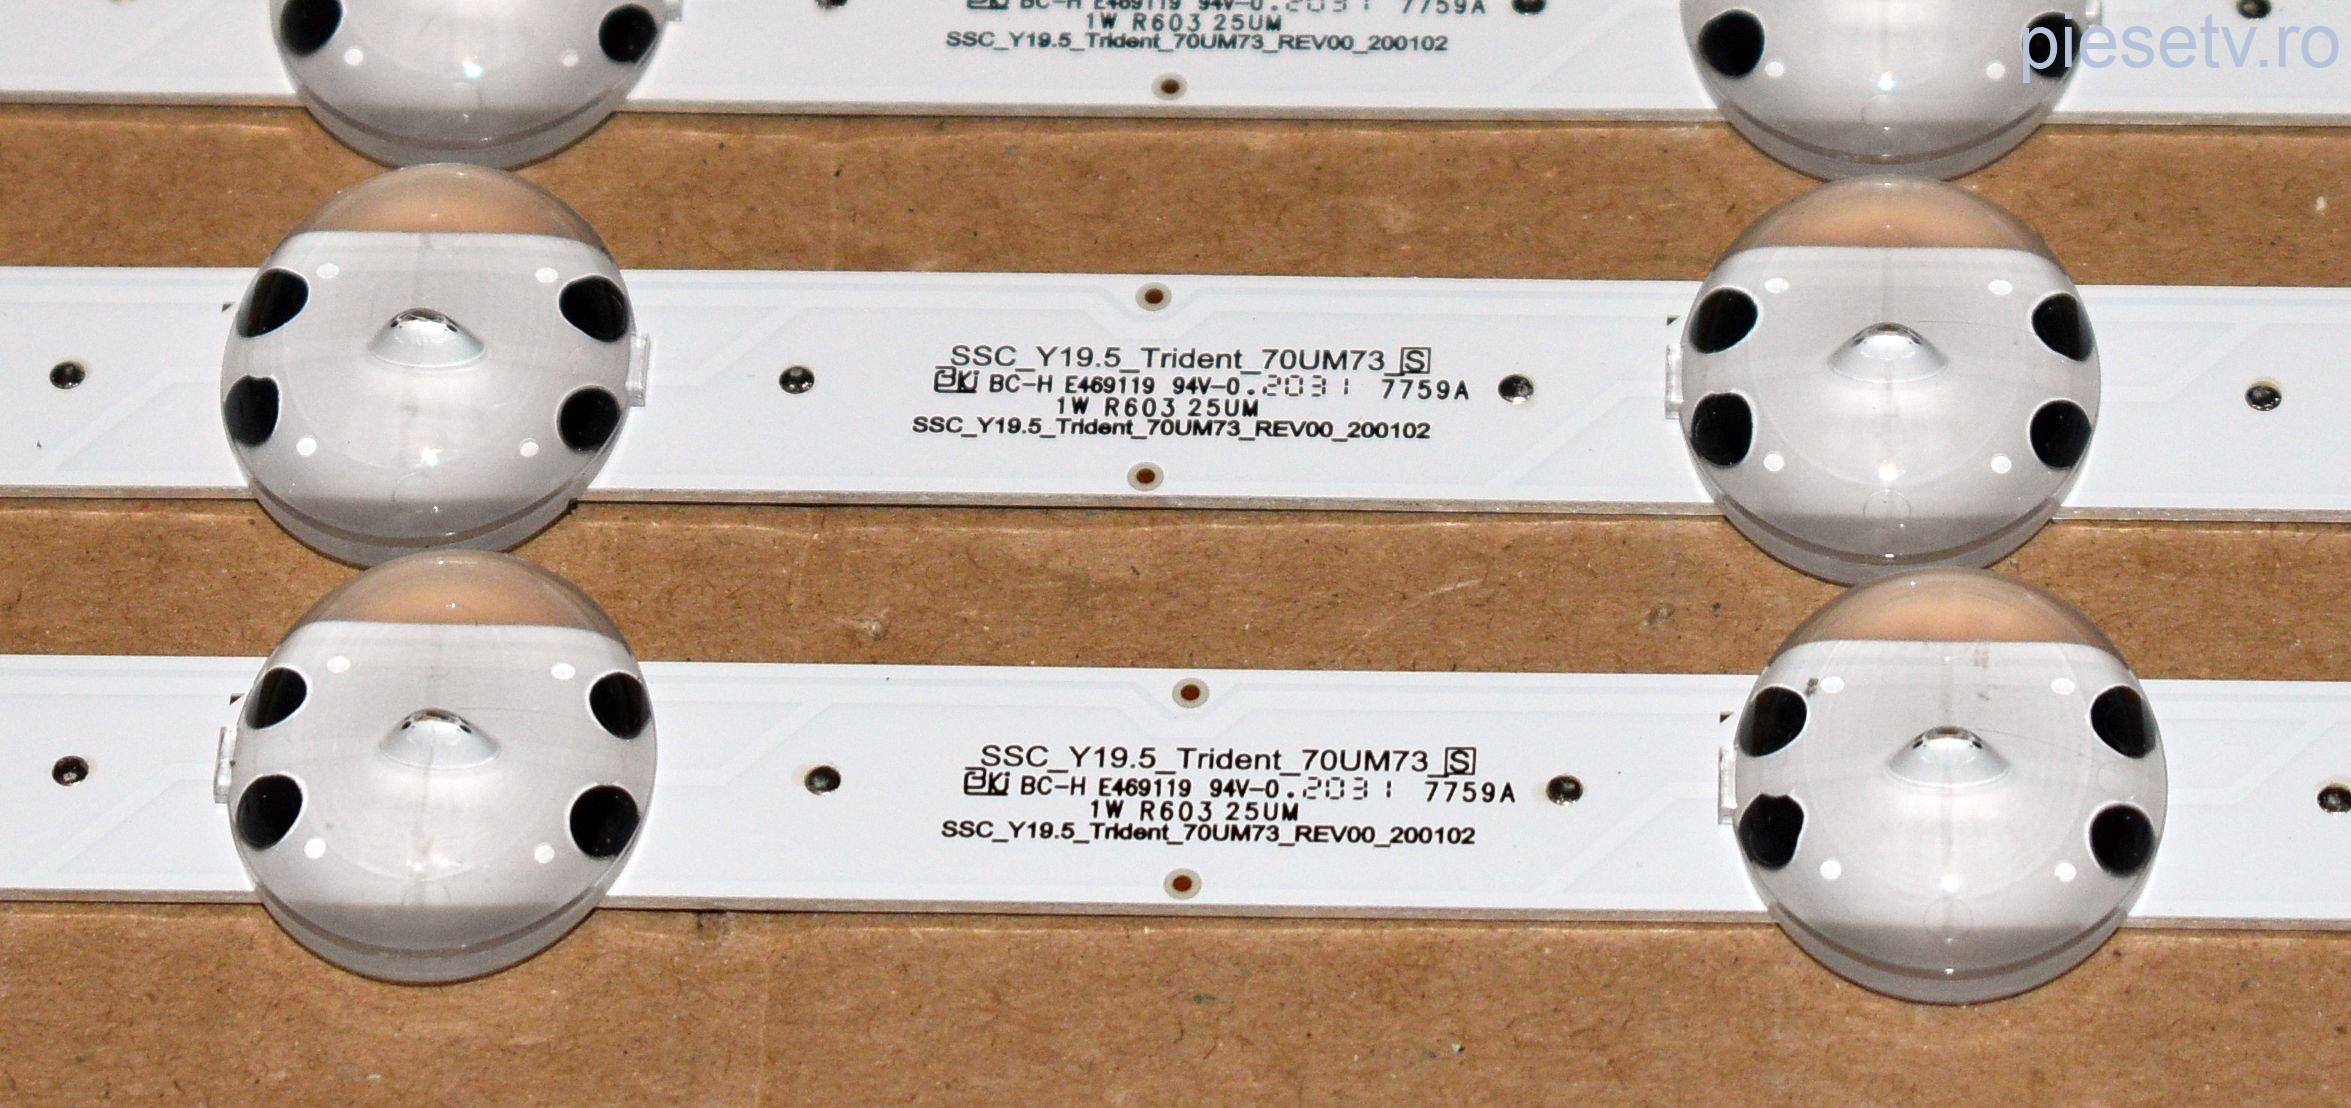 BC-H E469119 94V-0.2031 7759A
piesetv.ro
1W R603 25UM
SSC_Y19.5_Trident_70UM73_REV00_200102
SSC_Y19.5_Trident_70UM73_S
BC-H E469119 94V-0.2031 7759A
1W R603 25UM
SSC_Y19.5_Trident_70UM73_REV00_200102
SSC_Y19.5_Trident_70UM73_S
BC-H E469119 94V-0.2031 7759A
1W R603 25UM
SSC_Y19.5_Trident_70UM73_REV00_200102